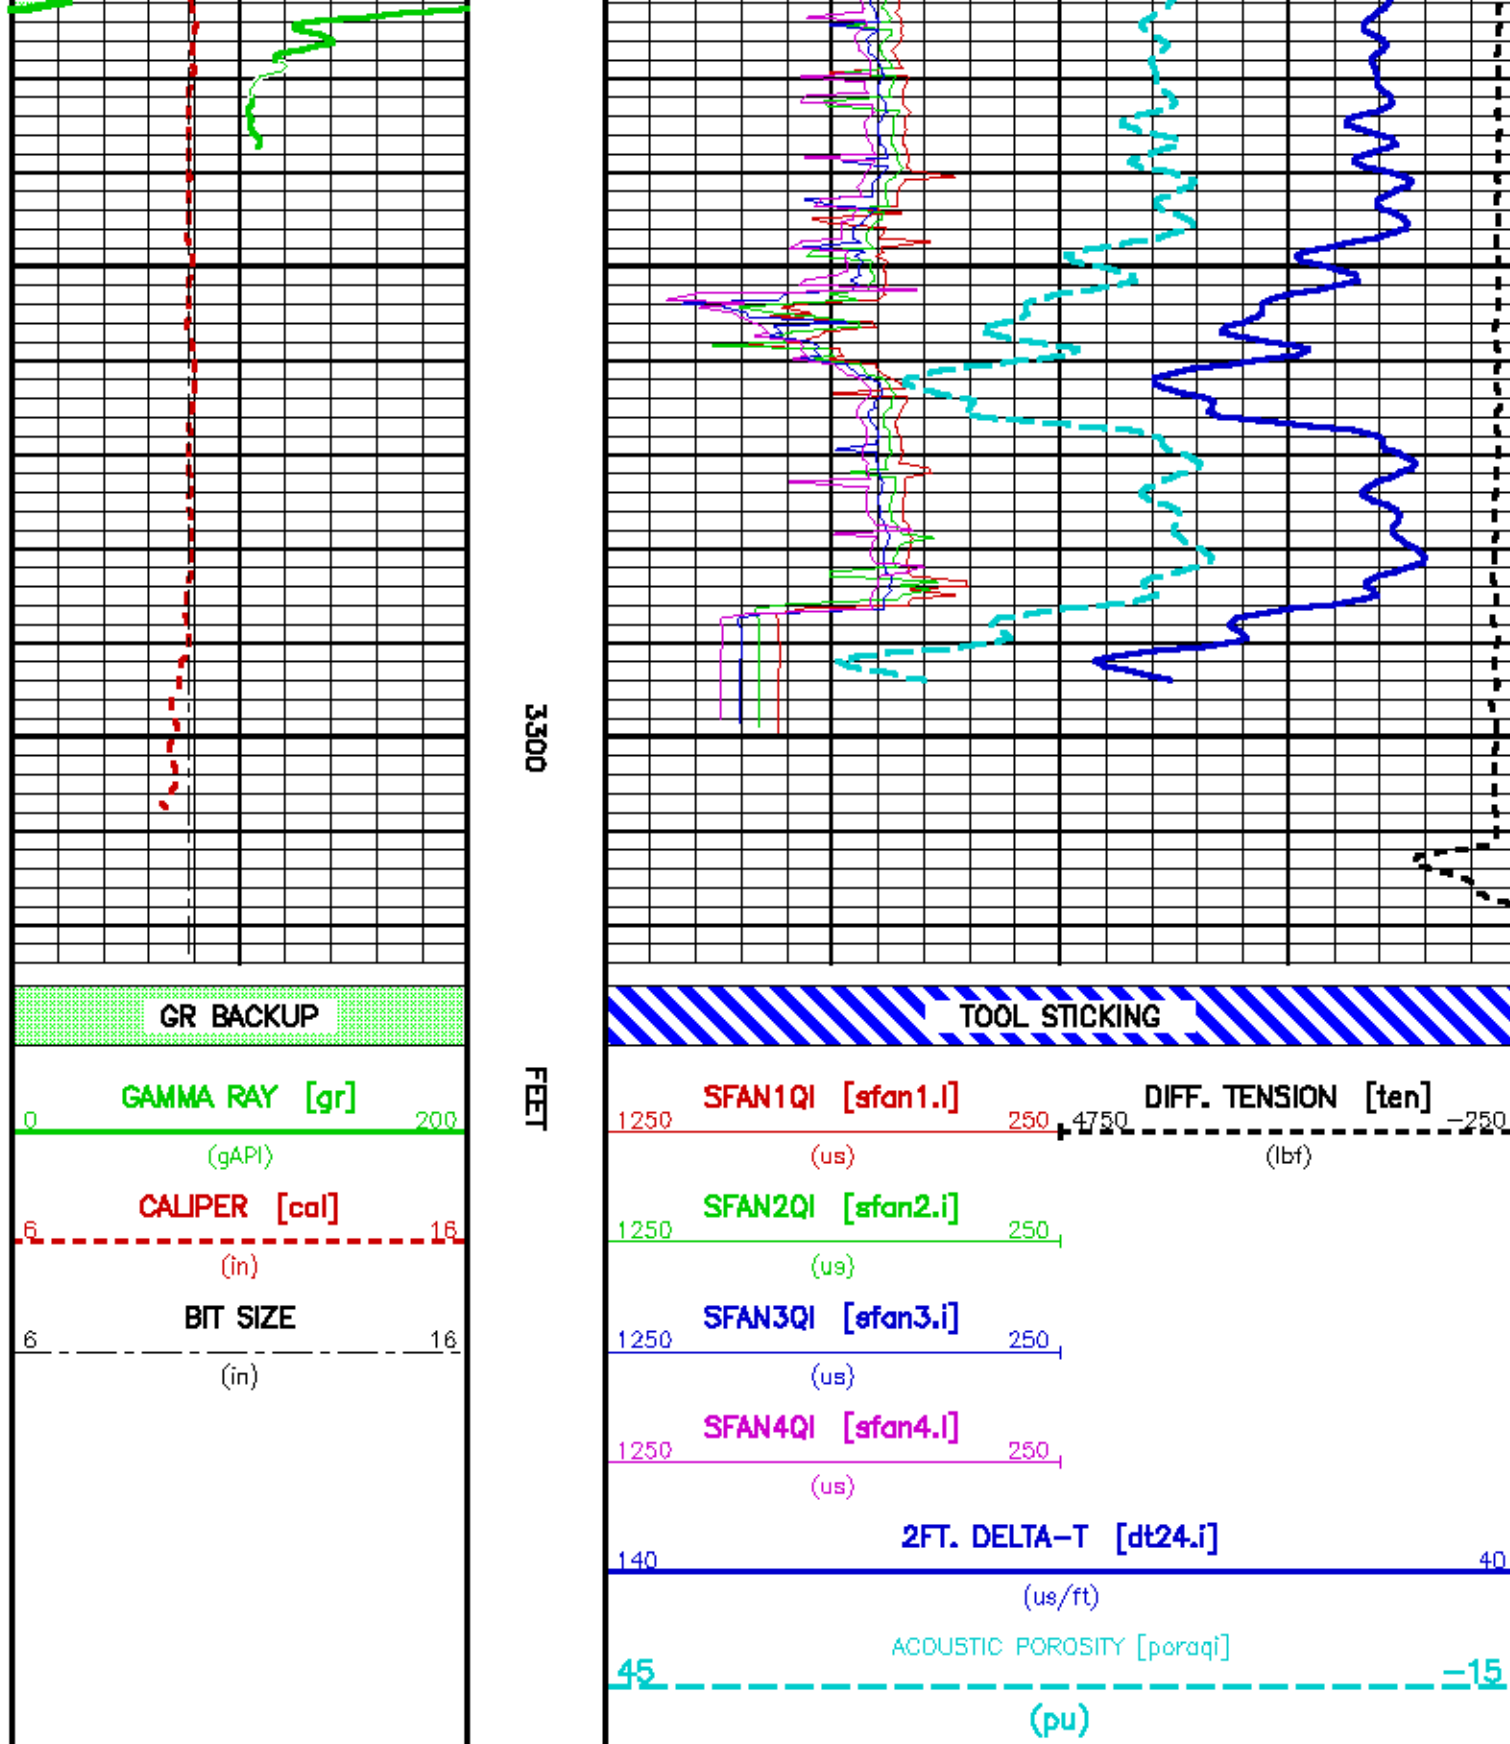 3300
GR BACKUP
TOOL STICKING
FEET
GAMMA RAY [gr]
0 200
(gAPI)
CALIPER [cal]
6 16
(in)
BIT SIZE
6 16
(in)
SFAN1QI [sfan1.i]
1250 250
(us)
DIFF. TENSION [ten]
4750 -250
(lbf)
SFAN2QI [sfan2.i]
1250 250
(us)
SFAN3QI [sfan3.i]
1250 250
(us)
SFAN4QI [sfan4.i]
1250 250
(us)
2FT. DELTA-T [dt24.i]
140 40
(us/ft)
ACOUSTIC POROSITY [poraqi]
45 -15
(pu)